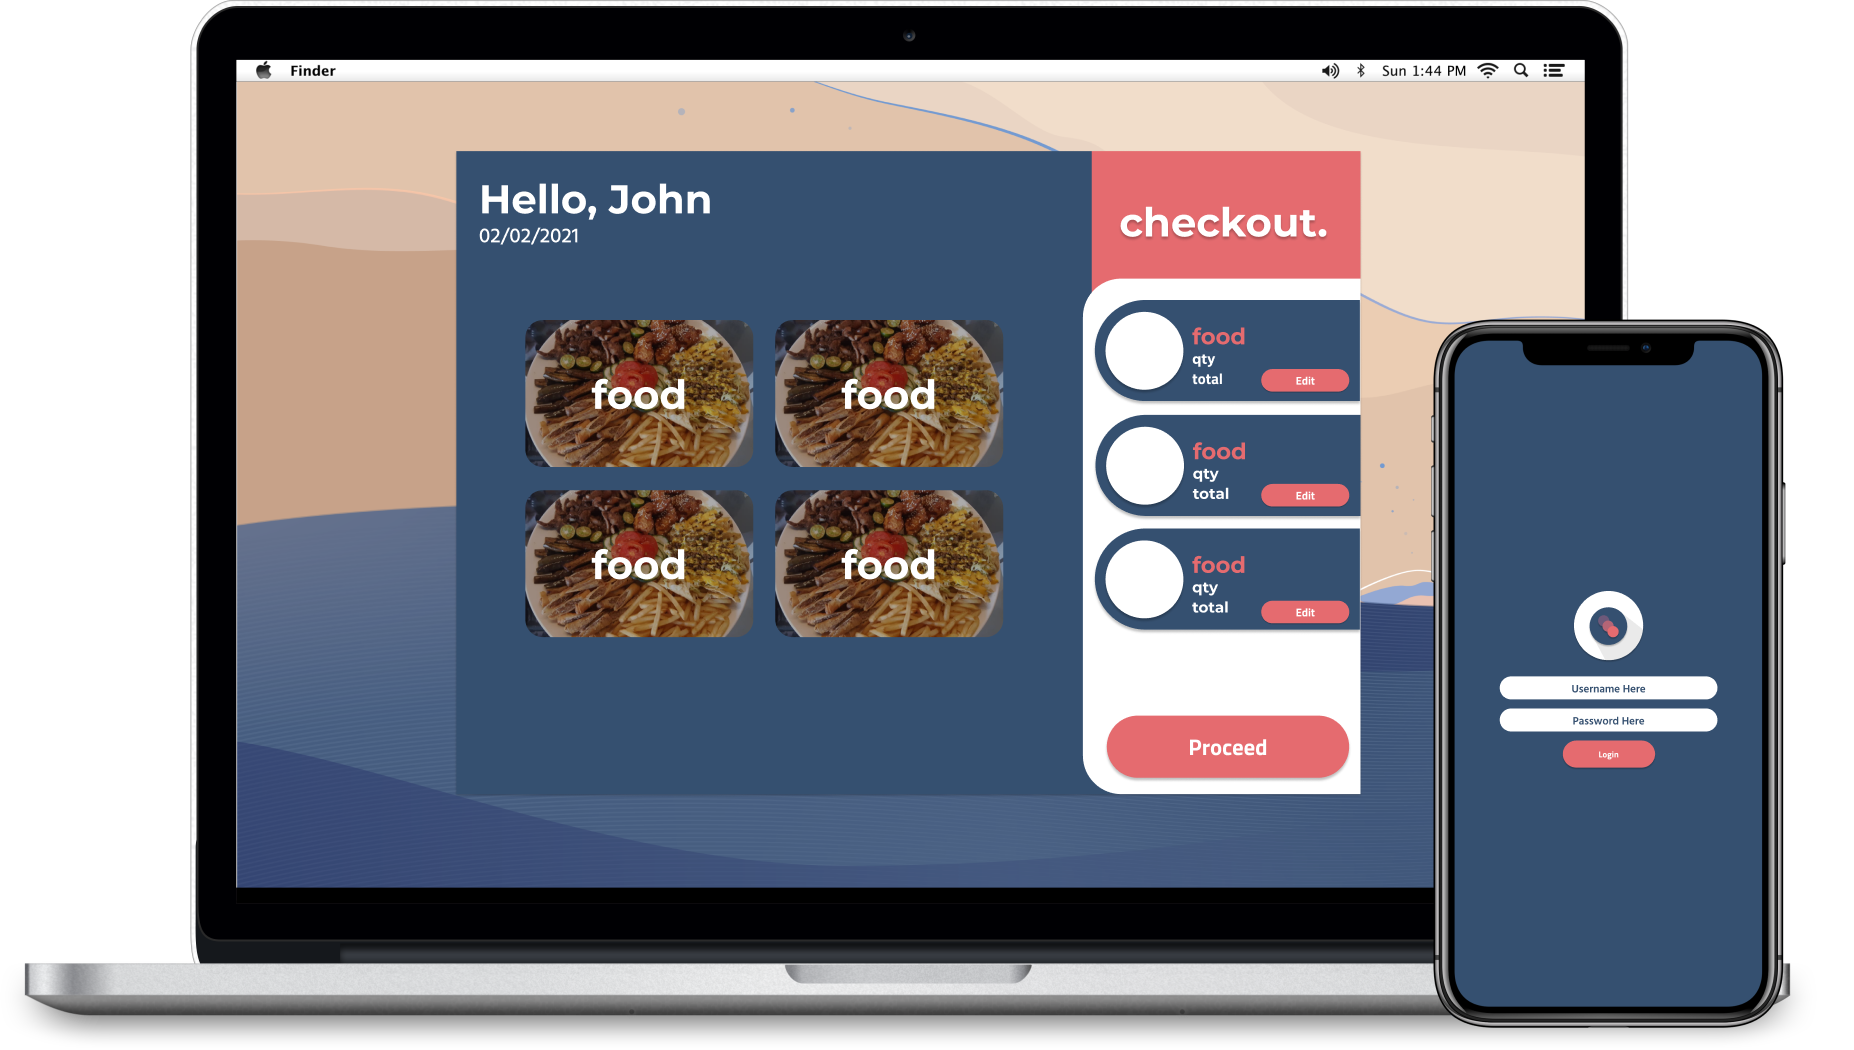 Finder
Sun 1:44 PM
Hello, John
02/02/2021
food
food
food
food
checkout.
food
qty
total
Edit
food
qty
total
Edit
food
qty
total
Edit
Proceed
Username Here
Password Here
Login